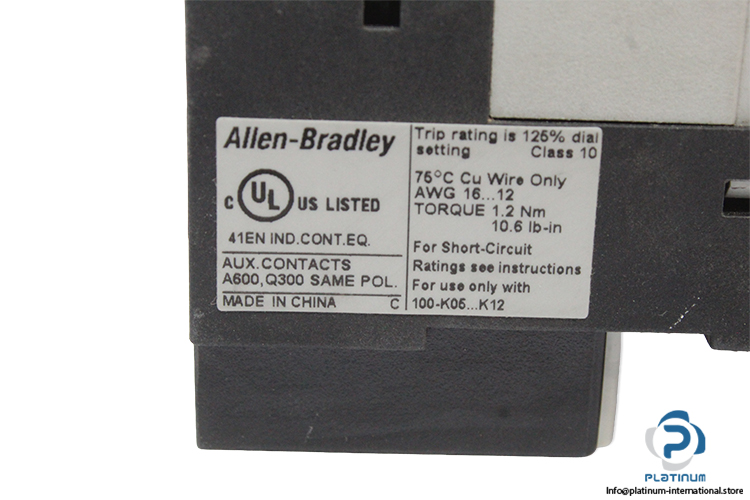 Allen-Bradley
C UL US LISTED
41EN IND.CONT.EQ.
AUX.CONTACTS
A600,Q300 SAME POL.
MADE IN CHINA C
Trip rating is 125% dial
setting Class 10
75°C Cu Wire Only
AWG 16...12
TORQUE 1.2 Nm
10.6 lb-in
For Short-Circuit
Ratings see instructions
For use only with
100-K05...K12
PLATINUM
Info@platinum-international.store